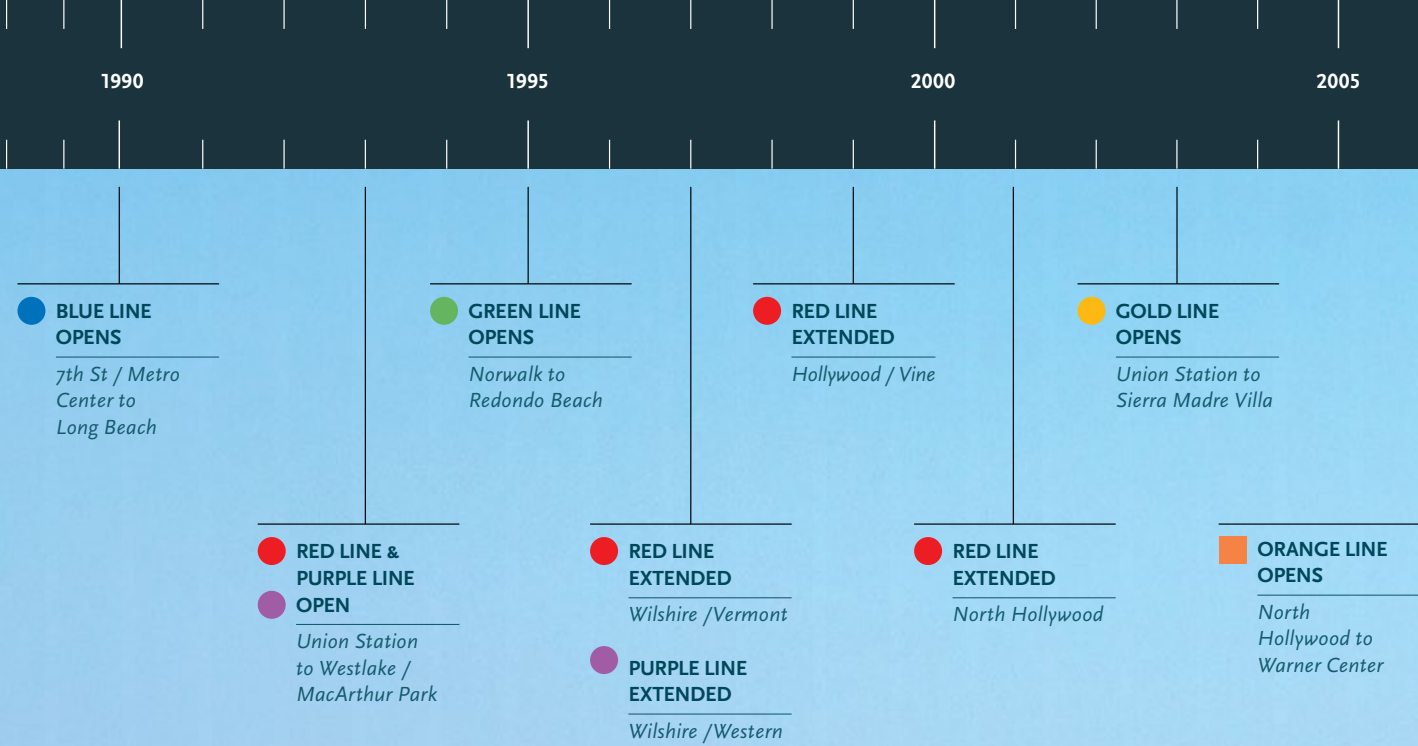 1990
1995
2000
2005
BLUE LINE
OPENS
7th St / Metro
Center to
Long Beach
GREEN LINE
OPENS
Norwalk to
Redondo Beach
RED LINE
EXTENDED
Hollywood / Vine
GOLD LINE
OPENS
Union Station to
Sierra Madre Villa
RED LINE &
PURPLE LINE
OPEN
Union Station
to Westlake /
MacArthur Park
RED LINE
EXTENDED
Wilshire /Vermont
PURPLE LINE
EXTENDED
Wilshire /Western
RED LINE
EXTENDED
North Hollywood
ORANGE LINE
OPENS
North
Hollywood to
Warner Center